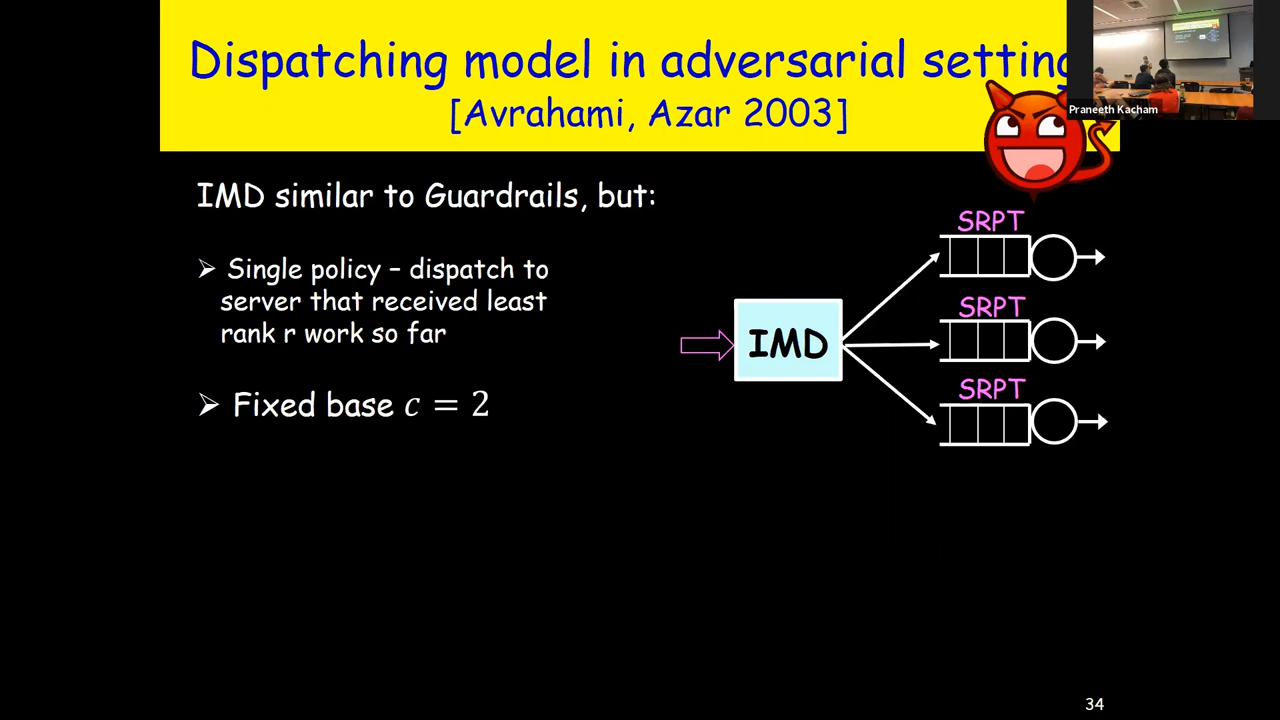 Dispatching model in adversarial setting
[Avrahami, Azar 2003]
Praneeth Kacham
IMD similar to Guardrails, but:
➢ Single policy – dispatch to
server that received least
rank r work so far
➢ Fixed base c = 2
IMD
SRPT
SRPT
SRPT
34